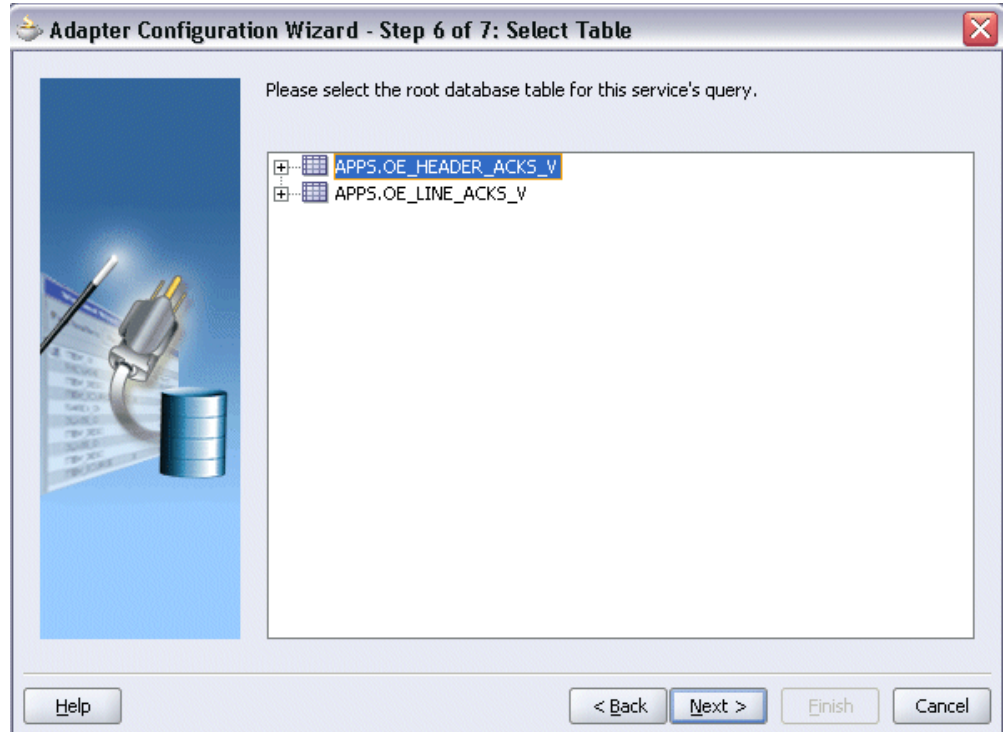 Adapter Configuration Wizard - Step 6 of 7: Select Table
Please select the root database table for this service's query.
APPS.OE_HEADER_ACKS_V
APPS.OE_LINE_ACKS_V
Help
< Back
Next >
Finish
Cancel